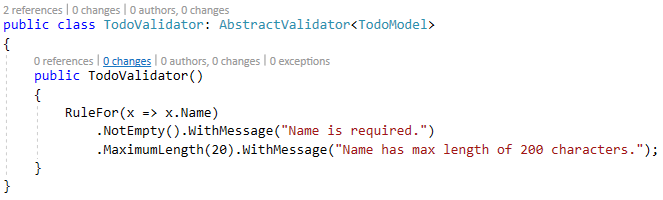 2 references | 0 changes | 0 authors, 0 changes
public class TodoValidator: AbstractValidator<TodoModel>
{
0 references | 0 changes | 0 authors, 0 changes | 0 exceptions
public TodoValidator()
{
RuleFor(x => x.Name)
.NotEmpty().WithMessage("Name is required.")
.MaximumLength(20).WithMessage("Name has max length of 200 characters.");
}
}